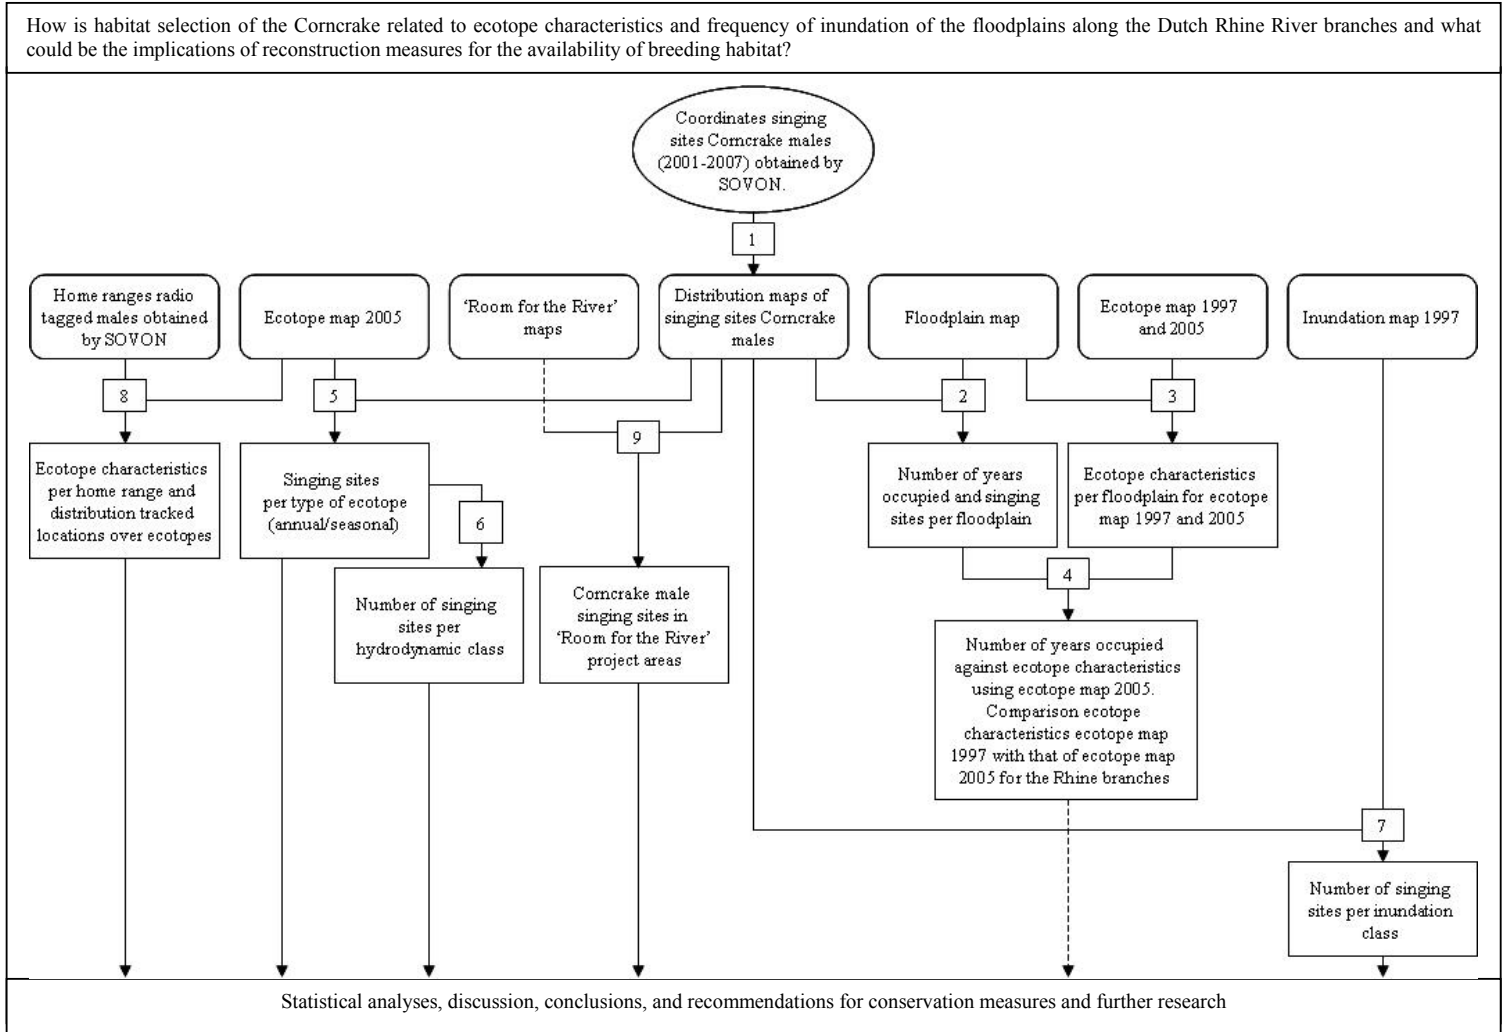 How is habitat selection of the Corncrake related to ecotope characteristics and frequency of inundation of the floodplains along the Dutch Rhine River branches and what
could be the implications of reconstruction measures for the availability of breeding habitat?
Coordinates singing
sites Corncrake males
(2001-2007) obtained by
SOVON.
1
Home ranges radio
tagged males obtained
by SOVON
Ecotope map 2005
‘Room for the River’
maps
Distribution maps of
singing sites Corncrake
males
Floodplain map
Ecotope map 1997
and 2005
Inundation map 1997
8
5
9
2
3
Ecotope characteristics
per home range and
distribution tracked
locations over ecotopes
Singing sites
per type of ecotope
(annual/seasonal)
6
Number of years
occupied and singing
sites per floodplain
Ecotope characteristics
per floodplain for ecotope
map 1997 and 2005
4
Number of singing
sites per
hydrodynamic class
Corncrake male
singing sites in
‘Room for the River’
project areas
Number of years occupied
against ecotope characteristics
using ecotope map 2005.
Comparison ecotope
characteristics ecotope map
1997 with that of ecotope map
2005 for the Rhine branches
7
Number of singing
sites per inundation
class
Statistical analyses, discussion, conclusions, and recommendations for conservation measures and further research